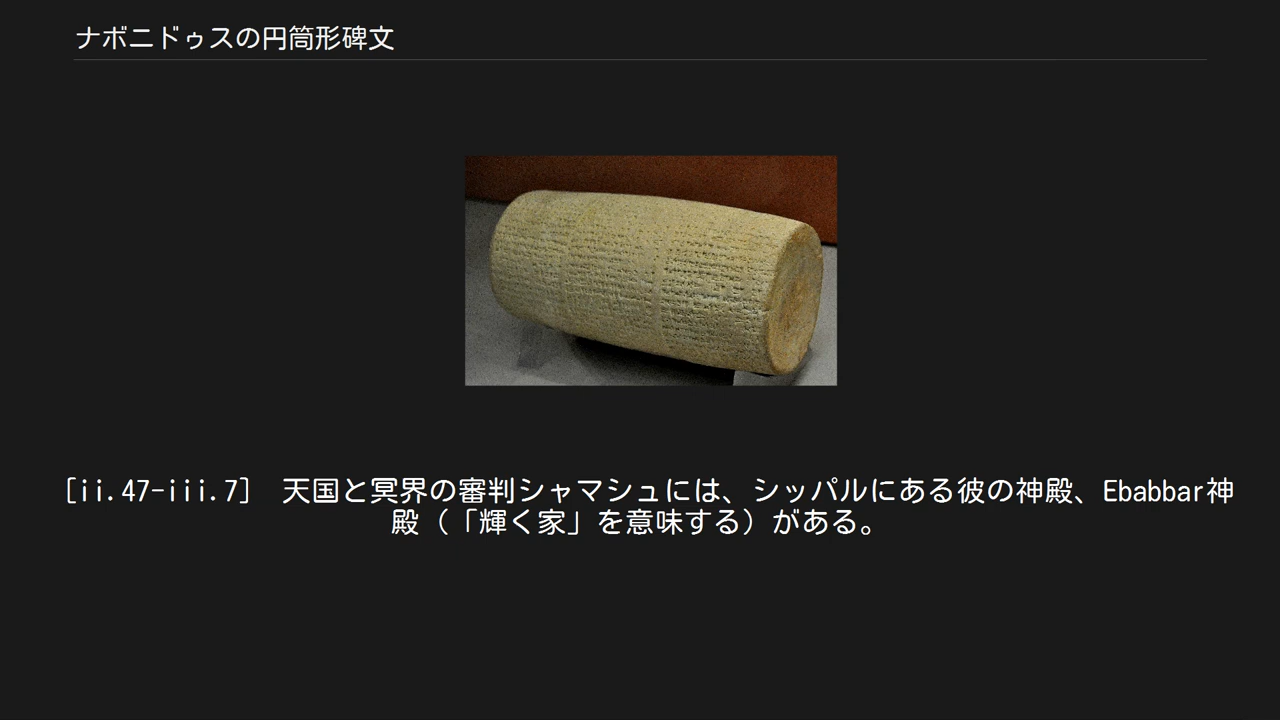 ナボニドゥスの円筒形碑文
[ii.47-iii.7]　天国と冥界の審判シャマシュには、シッパルにある彼の神殿、Ebabbar神
殿（「輝く家」を意味する）がある。